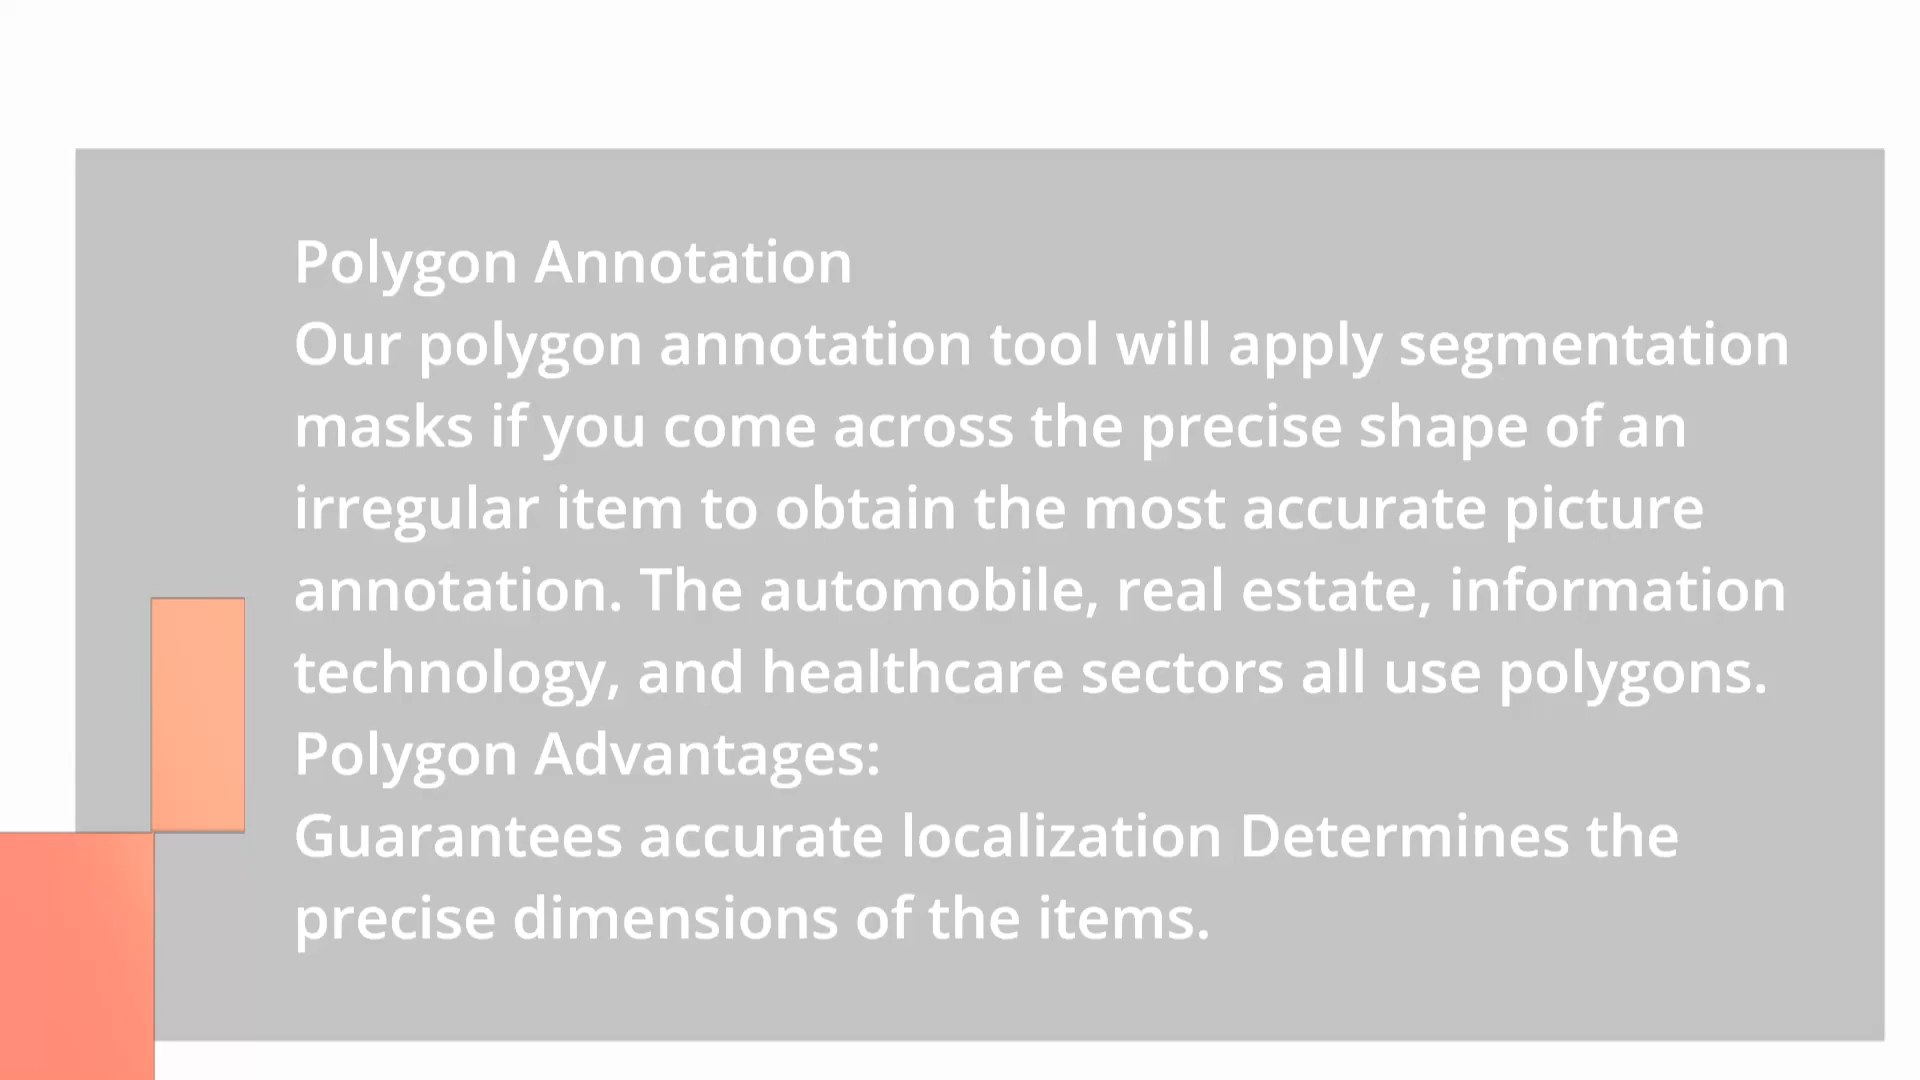 Polygon Annotation
Our polygon annotation tool will apply segmentation
masks if you come across the precise shape of an
irregular item to obtain the most accurate picture
annotation. The automobile, real estate, information
technology, and healthcare sectors all use polygons.
Polygon Advantages:
Guarantees accurate localization Determines the
precise dimensions of the items.